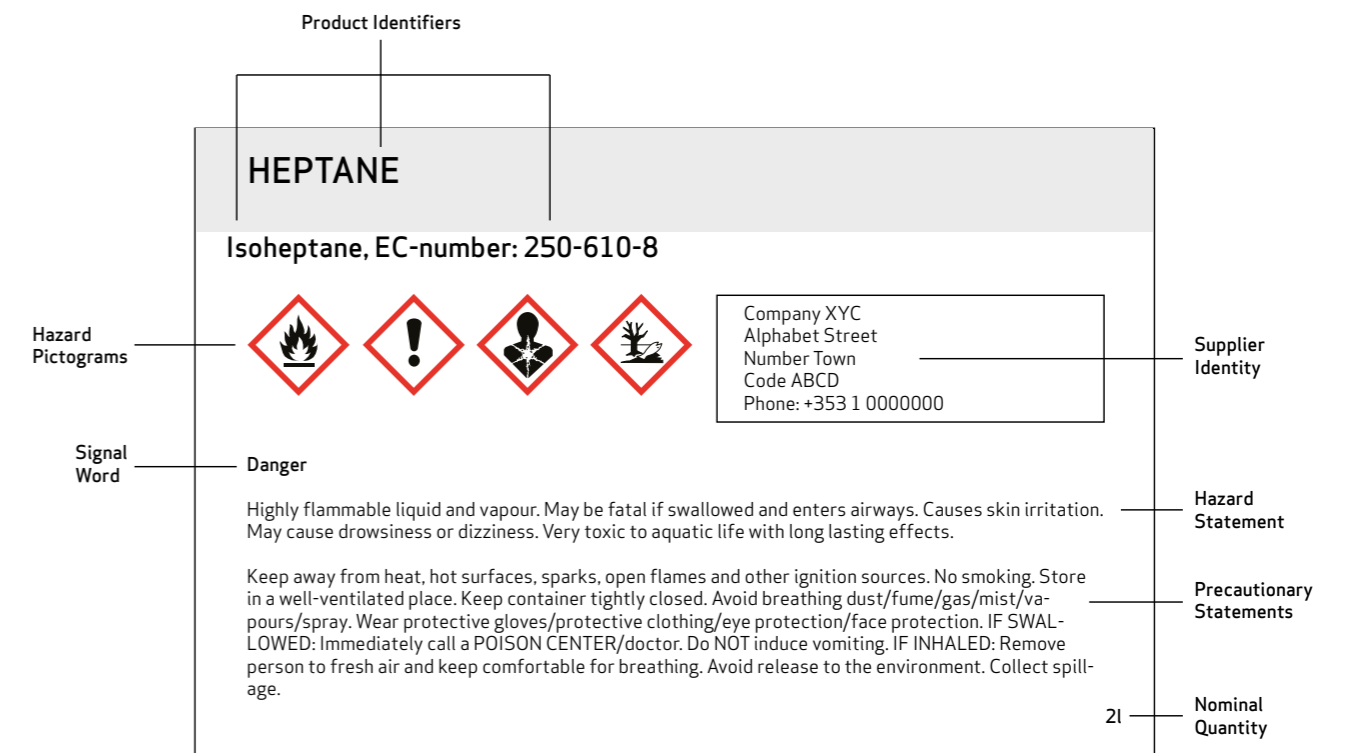 Product Identifiers
HEPTANE
Isoheptane, EC-number: 250-610-8
Hazard
Pictograms
Company XYC
Alphabet Street
Number Town
Code ABCD
Phone: +353 1 0000000
Supplier
Identity
Signal
Word
Danger
Highly flammable liquid and vapour. May be fatal if swallowed and enters airways. Causes skin irritation.
May cause drowsiness or dizziness. Very toxic to aquatic life with long lasting effects.
Hazard
Statement
Keep away from heat, hot surfaces, sparks, open flames and other ignition sources. No smoking. Store
in a well-ventilated place. Keep container tightly closed. Avoid breathing dust/fume/gas/mist/va-
pours/spray. Wear protective gloves/protective clothing/eye protection/face protection. IF SWAL-
LOWED: Immediately call a POISON CENTER/doctor. Do NOT induce vomiting. IF INHALED: Remove
person to fresh air and keep comfortable for breathing. Avoid release to the environment. Collect spill-
age.
Precautionary
Statements
2l
Nominal
Quantity